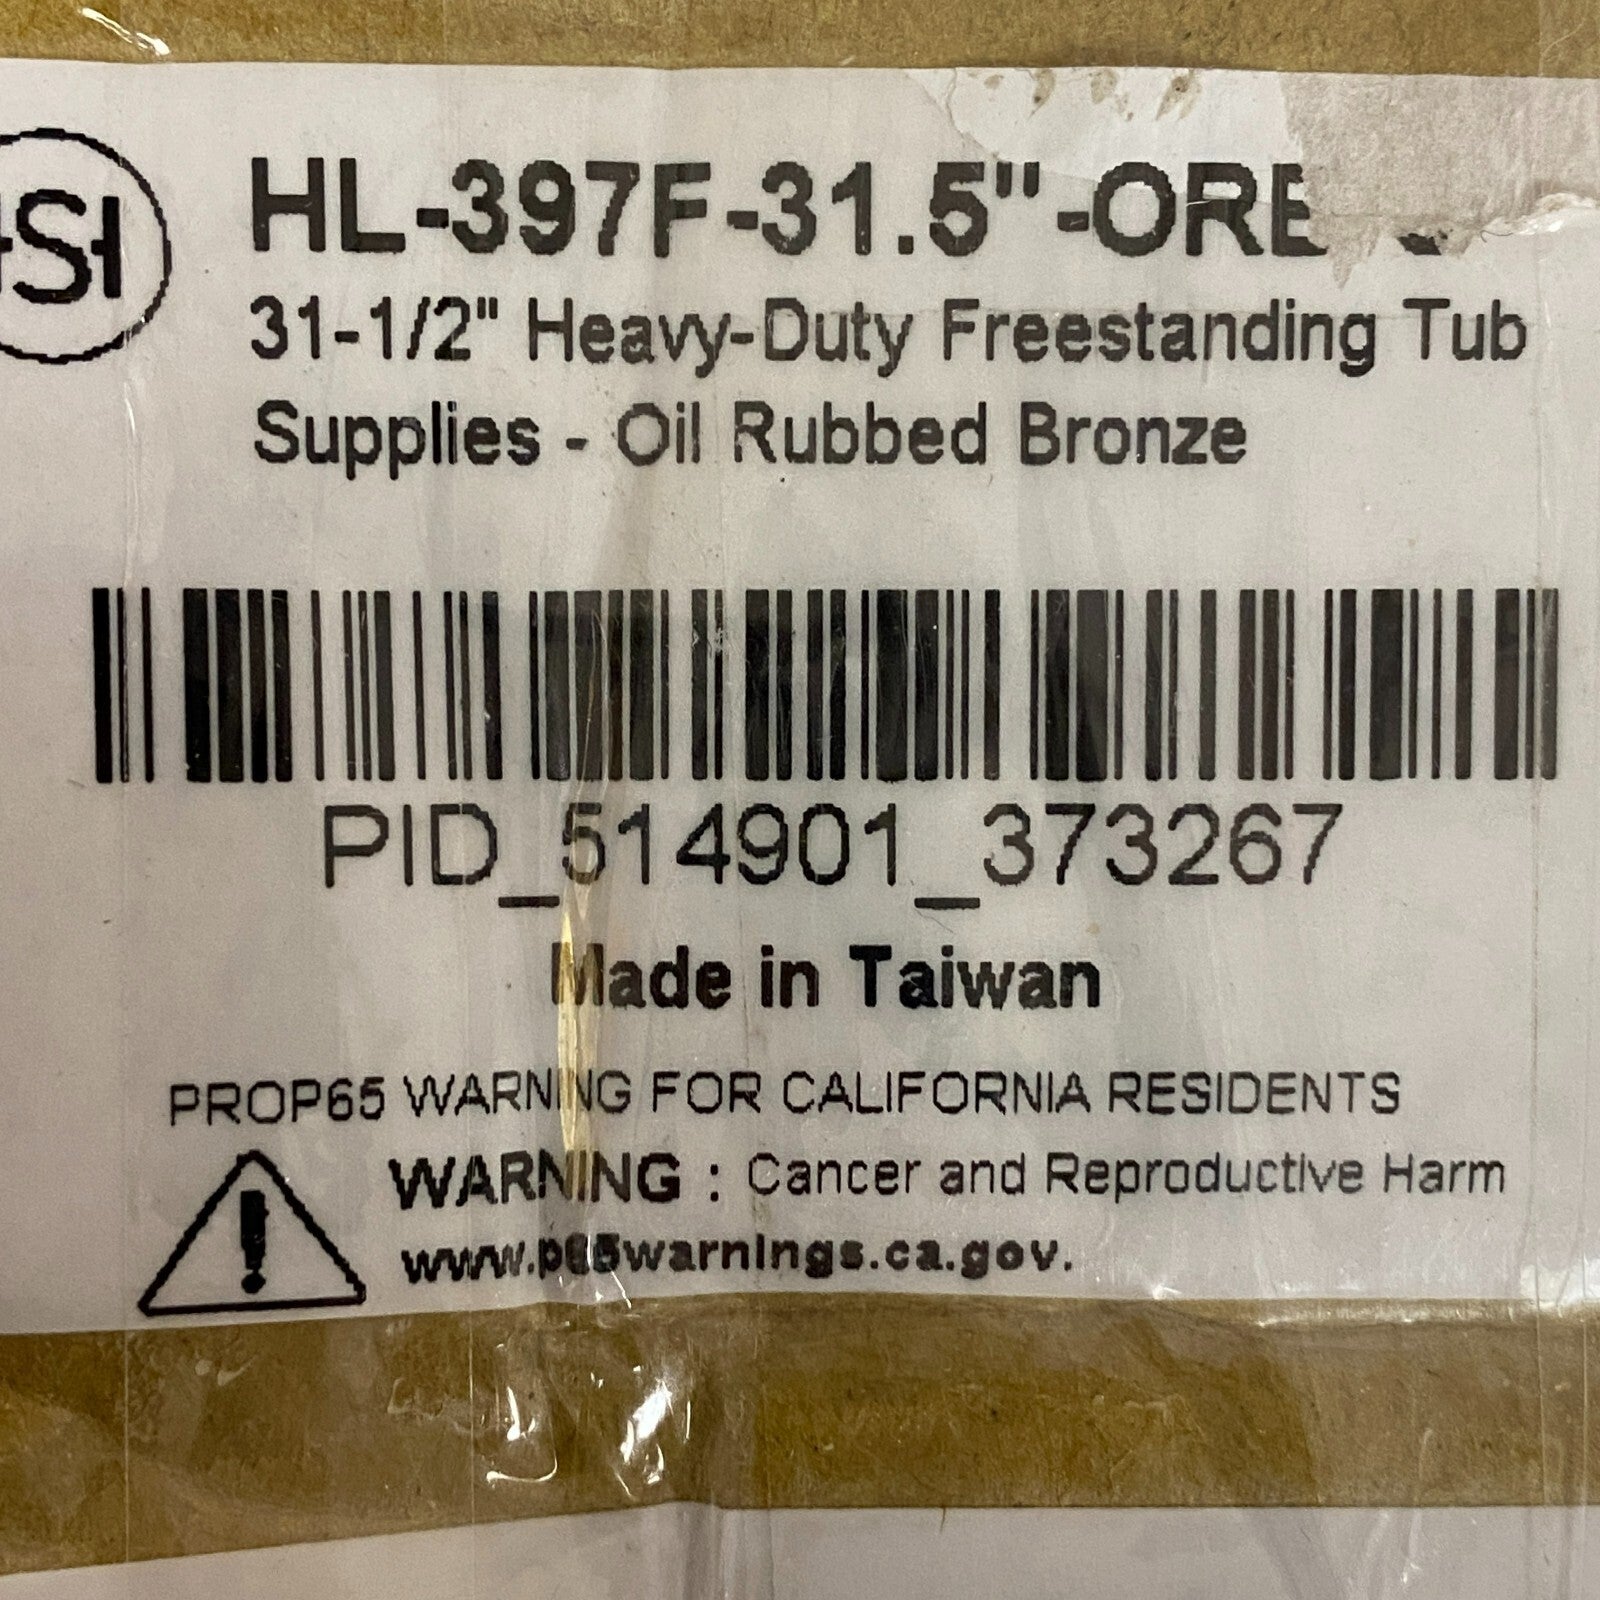 HSH
HL-397F-31.5"-ORB
31-1/2" Heavy-Duty Freestanding Tub
Supplies - Oil Rubbed Bronze
PID_514901_373267
Made in Taiwan
PROP65 WARNING FOR CALIFORNIA RESIDENTS
WARNING : Cancer and Reproductive Harm
www.p65warnings.ca.gov.